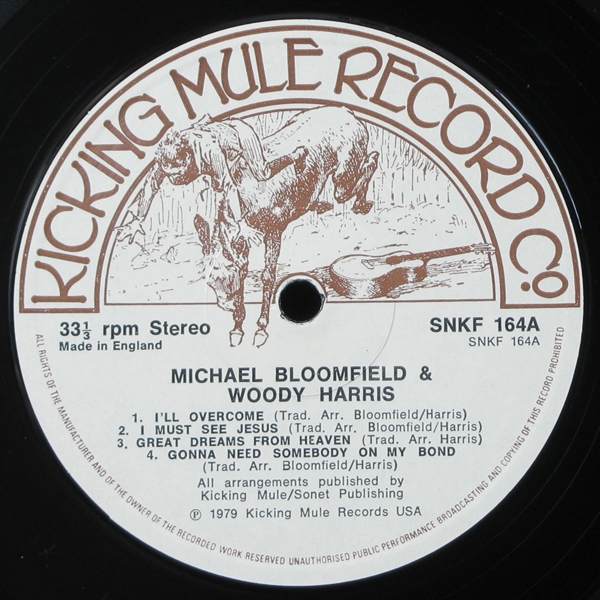 KICKING MULE RECORD Co.
33⅓ rpm Stereo
Made in England
SNKF 164A
SNKF 164A
MICHAEL BLOOMFIELD &
WOODY HARRIS
1. I'LL OVERCOME (Trad. Arr. Bloomfield/Harris)
2. I MUST SEE JESUS (Trad. Arr. Bloomfield/Harris)
3. GREAT DREAMS FROM HEAVEN (Trad. Arr. Harris)
4. GONNA NEED SOMEBODY ON MY BOND
(Trad. Arr. Bloomfield/Harris)
All arrangements published by
Kicking Mule/Sonet Publishing
℗ 1979 Kicking Mule Records USA
ALL RIGHTS OF THE MANUFACTURER AND OF THE OWNER OF THE RECORDED WORK RESERVED UNAUTHORISED PUBLIC PERFORMANCE BROADCASTING AND COPYING OF THIS RECORD PROHIBITED